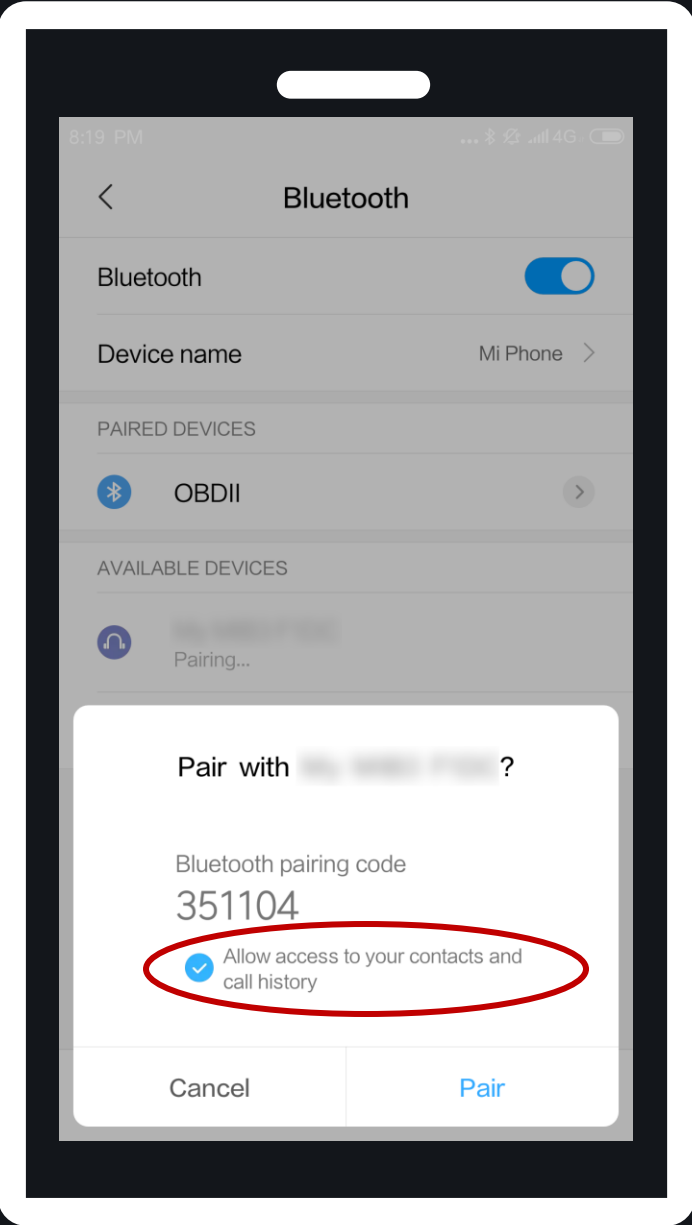 8:19 PM
4G
Bluetooth
Bluetooth
Device name
Mi Phone
PAIRED DEVICES
OBDII
AVAILABLE DEVICES
Pairing...
Pair with ?
Bluetooth pairing code
351104
Allow access to your contacts and
call history
Cancel
Pair